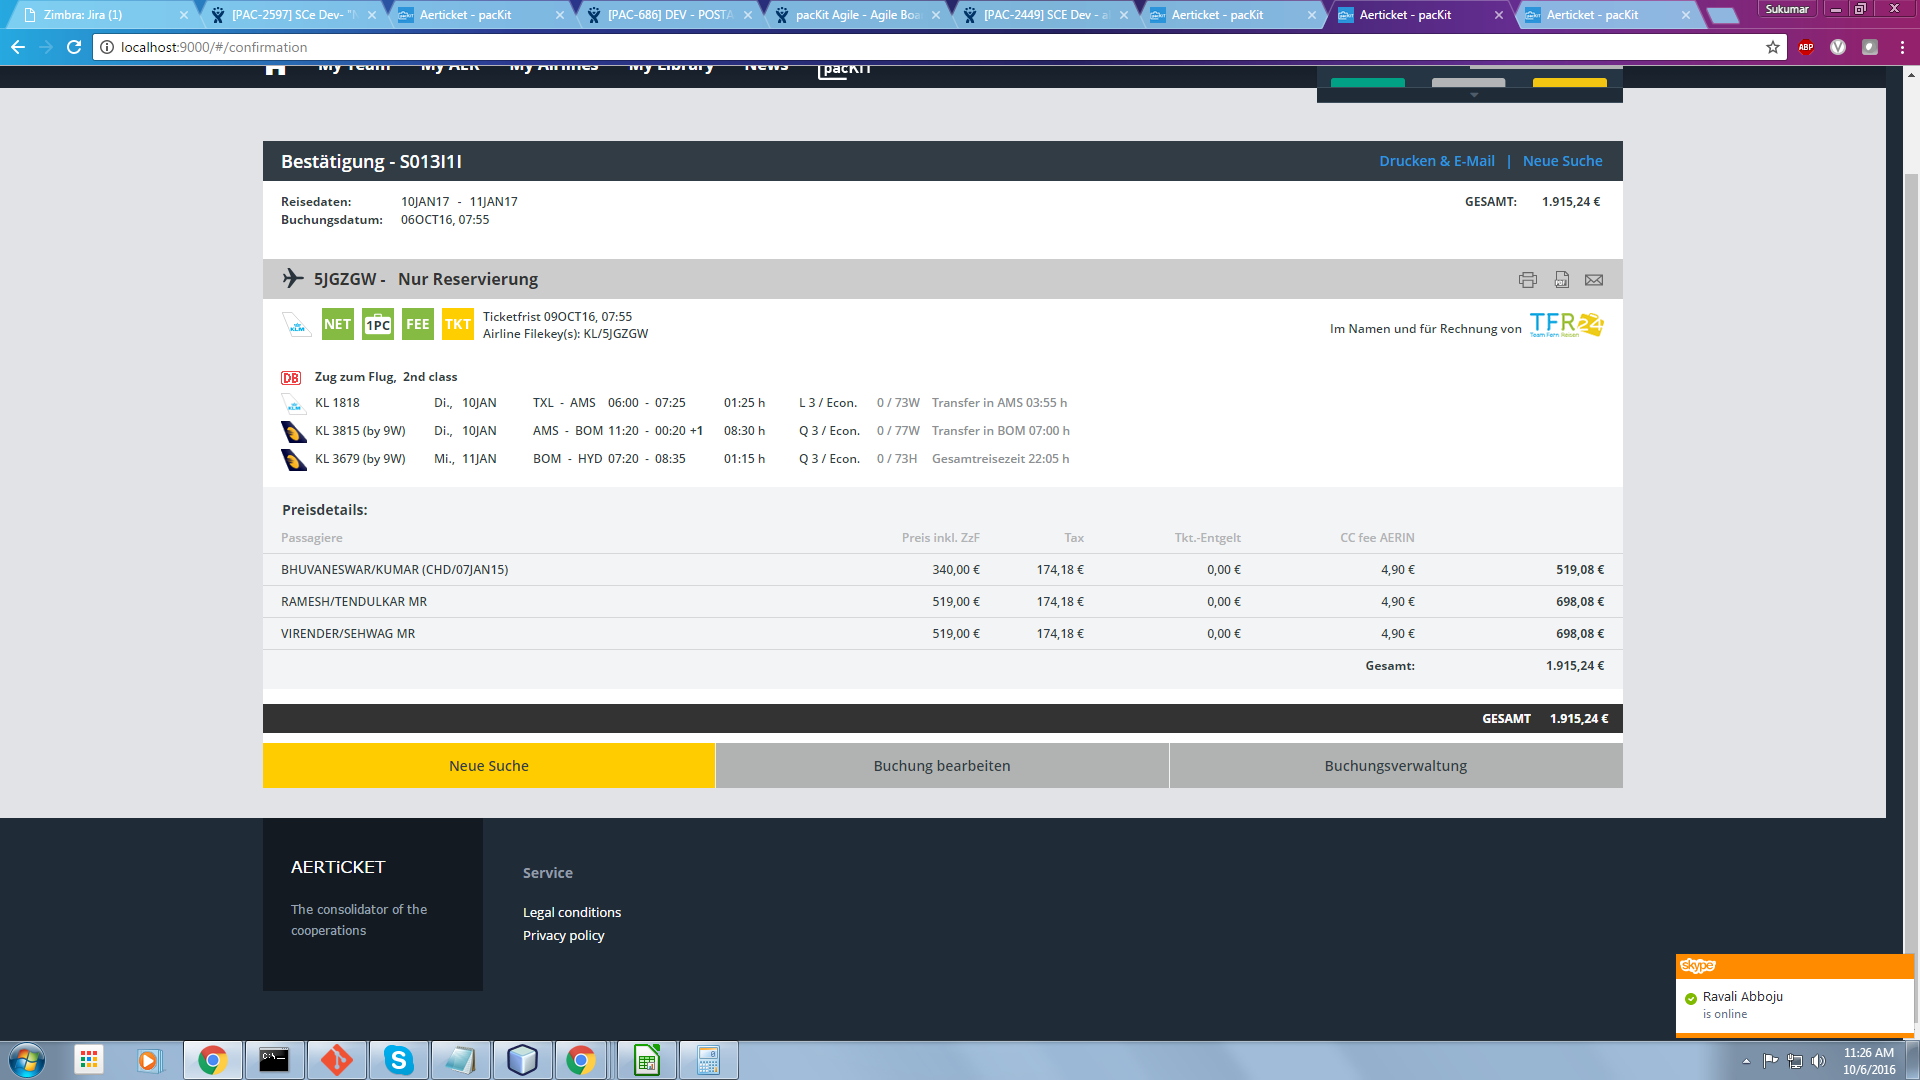 Zimbra: Jira (1)
[PAC-2597] SCe Dev- "N
Aerticket - pacKit
[PAC-686] DEV - POSTA
pacKit Agile - Agile Boa
[PAC-2449] SCE Dev - a
Aerticket - pacKit
Aerticket - pacKit
Aerticket - pacKit
Sukumar
localhost:9000/#/confirmation
ABP
My Team My AER My Airlines My Library News pacKIT
Bestätigung - S013I1I
Drucken & E-Mail | Neue Suche
Reisedaten: 10JAN17 - 11JAN17
GESAMT: 1.915,24 €
Buchungsdatum: 06OCT16, 07:55
5JGZGW - Nur Reservierung
KLM NET 1PC FEE TKT
Ticketfrist 09OCT16, 07:55
Airline Filekey(s): KL/5JGZGW
Im Namen und für Rechnung von TFR24
Team Fern Reisen
DB Zug zum Flug, 2nd class
KLM KL 1818 Di., 10JAN TXL - AMS 06:00 - 07:25 01:25 h L 3 / Econ. 0 / 73W Transfer in AMS 03:55 h
KL 3815 (by 9W) Di., 10JAN AMS - BOM 11:20 - 00:20 +1 08:30 h Q 3 / Econ. 0 / 77W Transfer in BOM 07:00 h
KL 3679 (by 9W) Mi., 11JAN BOM - HYD 07:20 - 08:35 01:15 h Q 3 / Econ. 0 / 73H Gesamtreisezeit 22:05 h
Preisdetails:
Passagiere Preis inkl. ZzF Tax Tkt.-Entgelt CC fee AERIN
BHUVANESWAR/KUMAR (CHD/07JAN15) 340,00 € 174,18 € 0,00 € 4,90 € 519,08 €
RAMESH/TENDULKAR MR 519,00 € 174,18 € 0,00 € 4,90 € 698,08 €
VIRENDER/SEHWAG MR 519,00 € 174,18 € 0,00 € 4,90 € 698,08 €
Gesamt: 1.915,24 €
GESAMT 1.915,24 €
Neue Suche
Buchung bearbeiten
Buchungsverwaltung
AERTiCKET
The consolidator of the
cooperations
Service
Legal conditions
Privacy policy
skype
Ravali Abboju
is online
11:26 AM
10/6/2016